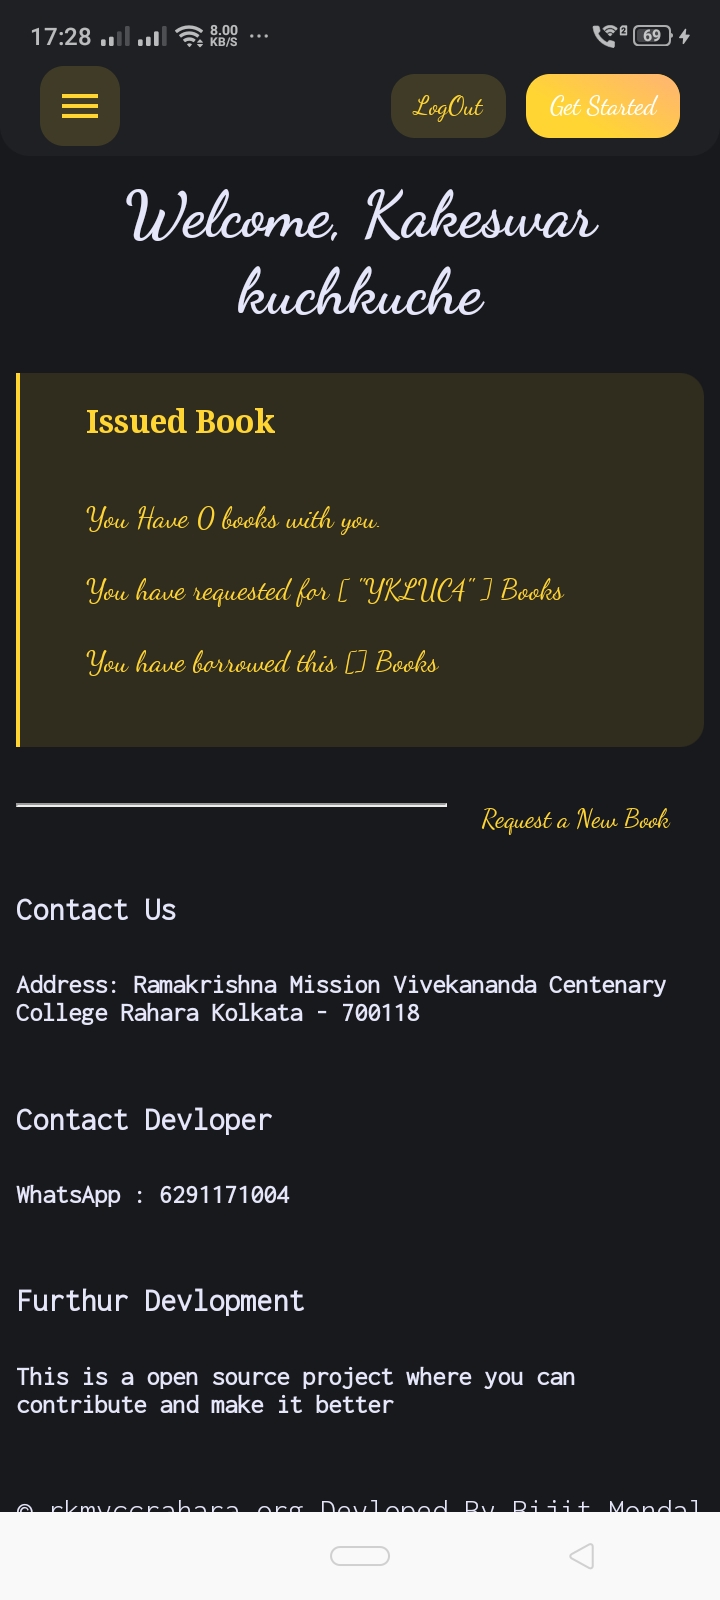 17:28 8.00 KB/S ... 2 69
LogOut Get Started
Welcome, Kakeswar
kuchkuche
Issued Book
You Have 0 books with you.
You have requested for [ "YKLUC4" ] Books
You have borrowed this [] Books
Request a New Book
Contact Us
Address: Ramakrishna Mission Vivekananda Centenary
College Rahara Kolkata - 700118
Contact Devloper
WhatsApp : 6291171004
Furthur Devlopment
This is a open source project where you can
contribute and make it better
© rkmvccrahara.org Devloped By Bijit Mondal